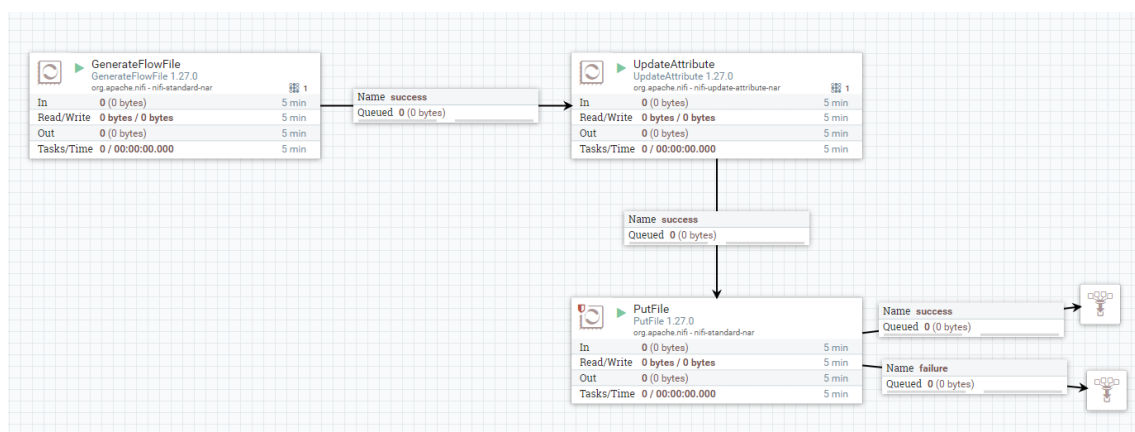 GenerateFlowFile
GenerateFlowFile 1.27.0
org.apache.nifi - nifi-standard-nar
1
In 0 (0 bytes) 5 min
Read/Write 0 bytes / 0 bytes 5 min
Out 0 (0 bytes) 5 min
Tasks/Time 0 / 00:00:00.000 5 min
Name success
Queued 0 (0 bytes)
UpdateAttribute
UpdateAttribute 1.27.0
org.apache.nifi - nifi-update-attribute-nar
1
In 0 (0 bytes) 5 min
Read/Write 0 bytes / 0 bytes 5 min
Out 0 (0 bytes) 5 min
Tasks/Time 0 / 00:00:00.000 5 min
Name success
Queued 0 (0 bytes)
PutFile
PutFile 1.27.0
org.apache.nifi - nifi-standard-nar
In 0 (0 bytes) 5 min
Read/Write 0 bytes / 0 bytes 5 min
Out 0 (0 bytes) 5 min
Tasks/Time 0 / 00:00:00.000 5 min
Name success
Queued 0 (0 bytes)
Name failure
Queued 0 (0 bytes)